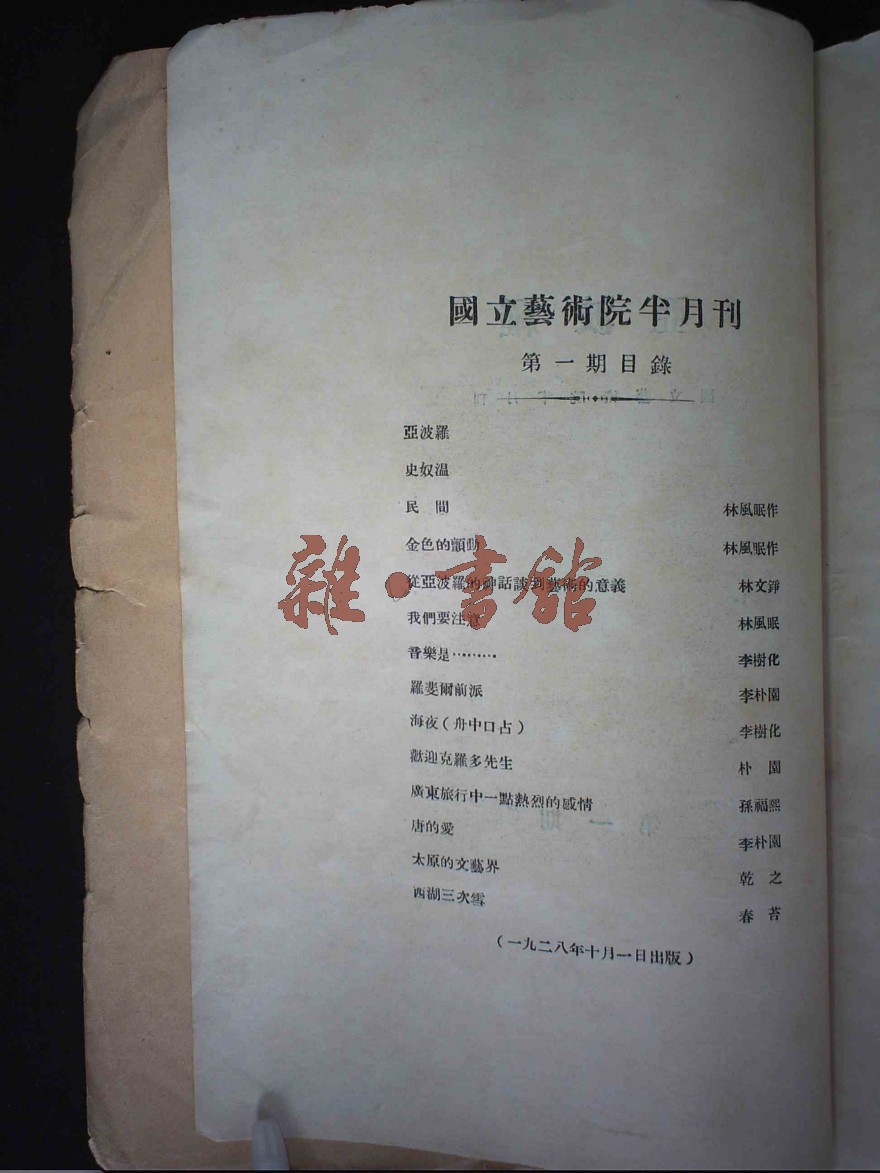 國立藝術院半月刊
第一期目錄
亞波羅
史奴温
民間 林風眠作
金色的顫動 林風眠作
從亞波羅的神話談到藝術的意義 林文錚
我們要注意 林風眠
音樂是········· 李樹化
羅斐爾前派 李朴園
海夜(舟中口占) 李樹化
歡迎克羅多先生 朴園
廣東旅行中一點熱烈的感情 孫福熙
唐的愛 李朴園
太原的文藝界 乾之
西湖三次雪 春苔
(一九二八年十月一日出版)
雜·書館